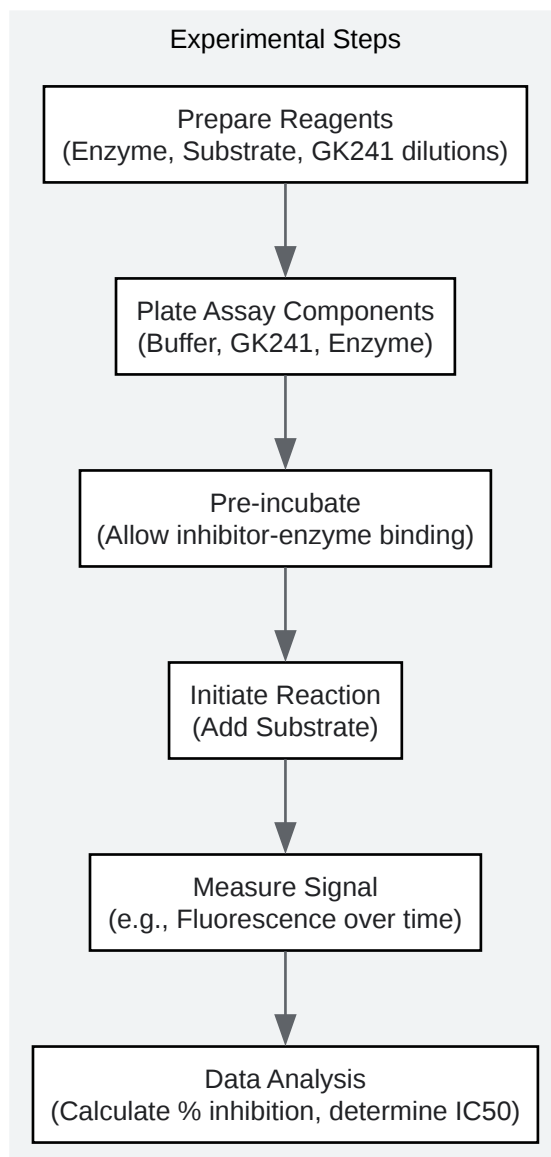 Experimental Steps
Prepare Reagents
(Enzyme, Substrate, GK241 dilutions)
Plate Assay Components
(Buffer, GK241, Enzyme)
Pre-incubate
(Allow inhibitor-enzyme binding)
Initiate Reaction
(Add Substrate)
Measure Signal
(e.g., Fluorescence over time)
Data Analysis
(Calculate % inhibition, determine IC50)